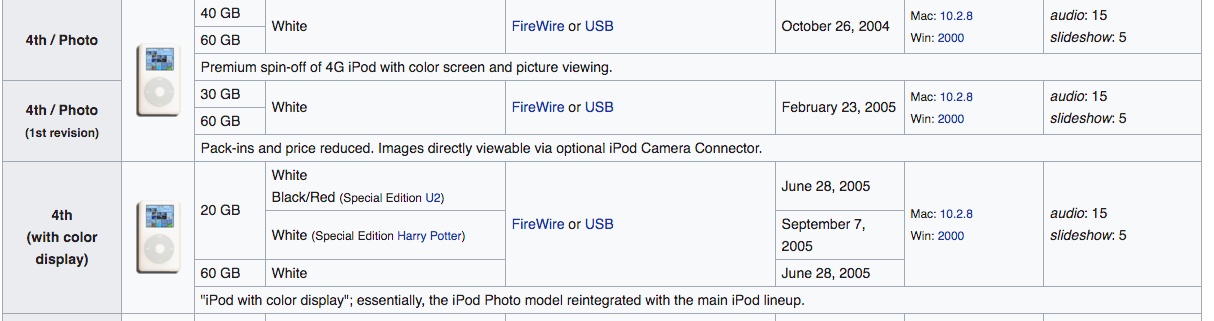 4th / Photo
40 GB
60 GB
White
FireWire or USB
October 26, 2004
Mac: 10.2.8
Win: 2000
audio: 15
slideshow: 5
Premium spin-off of 4G iPod with color screen and picture viewing.
4th / Photo
(1st revision)
30 GB
60 GB
White
FireWire or USB
February 23, 2005
Mac: 10.2.8
Win: 2000
audio: 15
slideshow: 5
Pack-ins and price reduced. Images directly viewable via optional iPod Camera Connector.
4th
(with color
display)
20 GB
White
Black/Red (Special Edition U2)
White (Special Edition Harry Potter)
60 GB
White
FireWire or USB
June 28, 2005
September 7,
2005
June 28, 2005
Mac: 10.2.8
Win: 2000
audio: 15
slideshow: 5
"iPod with color display"; essentially, the iPod Photo model reintegrated with the main iPod lineup.